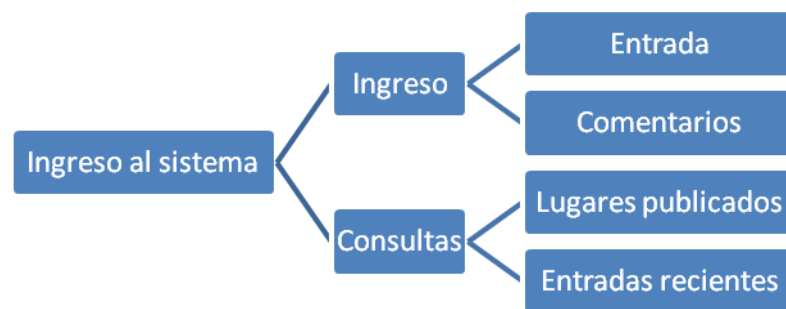 Ingreso al sistema
Ingreso
Entrada
Comentarios
Consultas
Lugares publicados
Entradas recientes